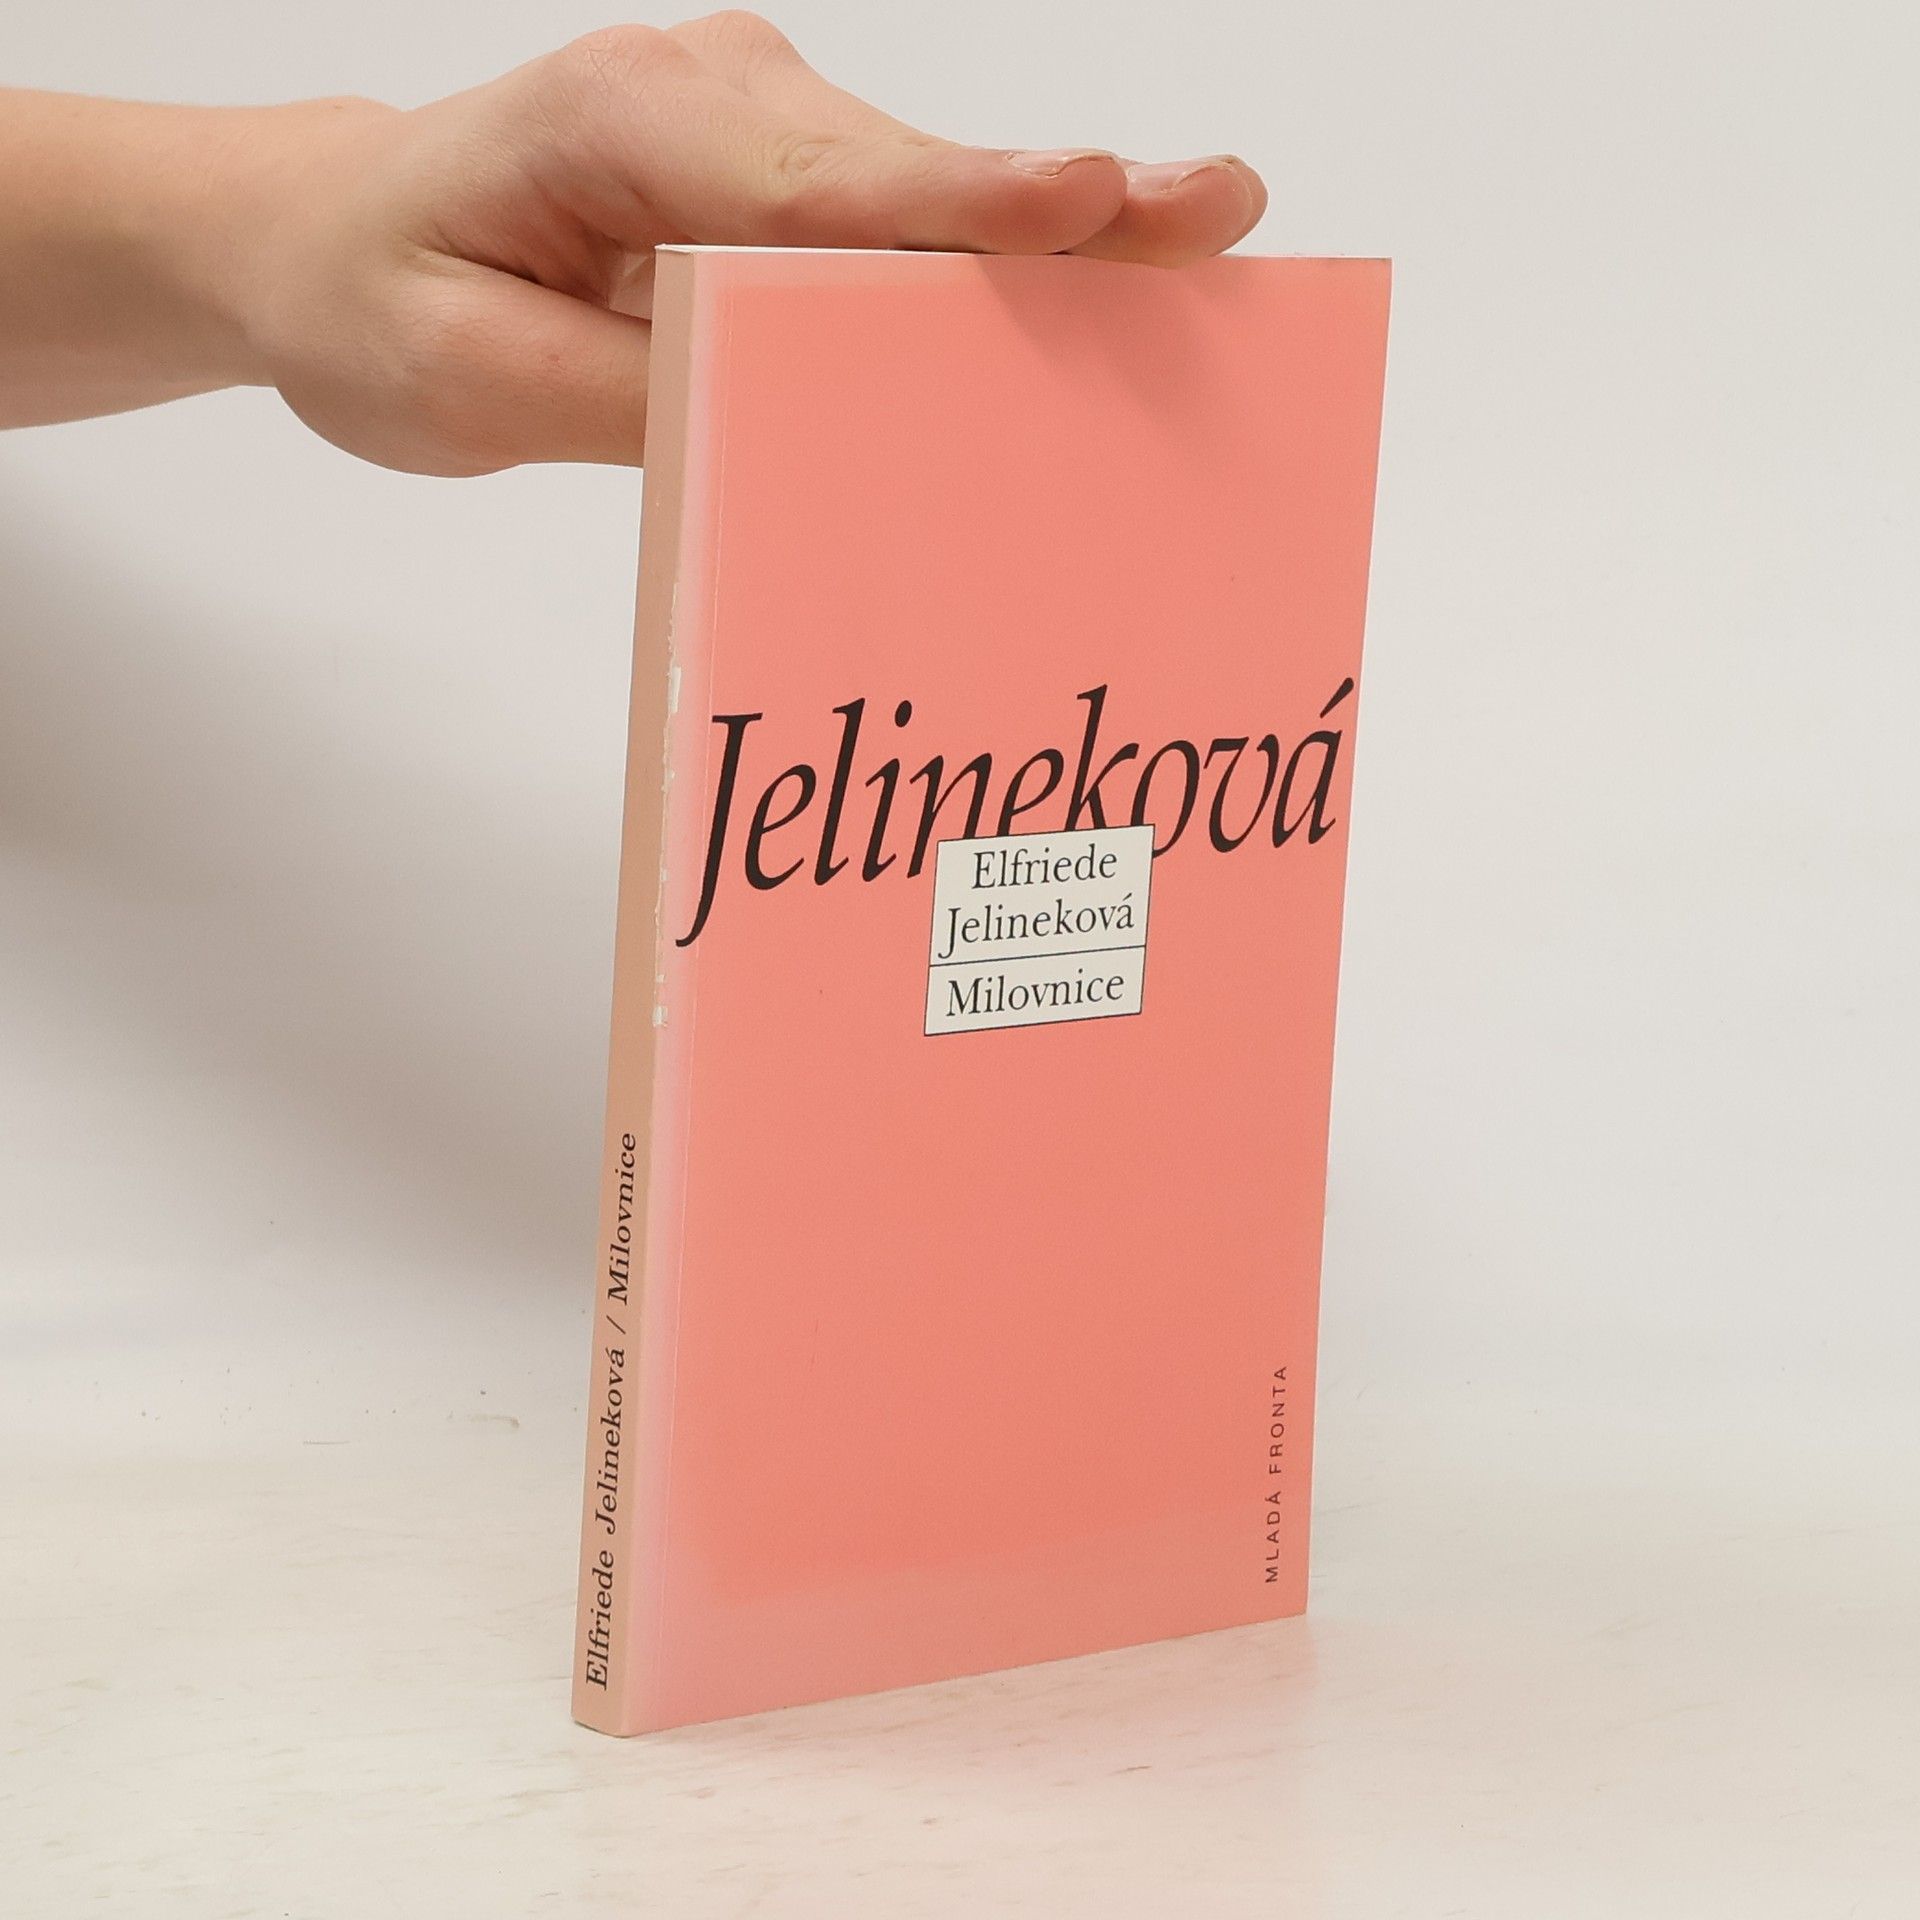 Jelineková
Elfriede
Jelineková
Milovnice
MLADÁ FRONTA
Elfriede Jelineková / Milovnice